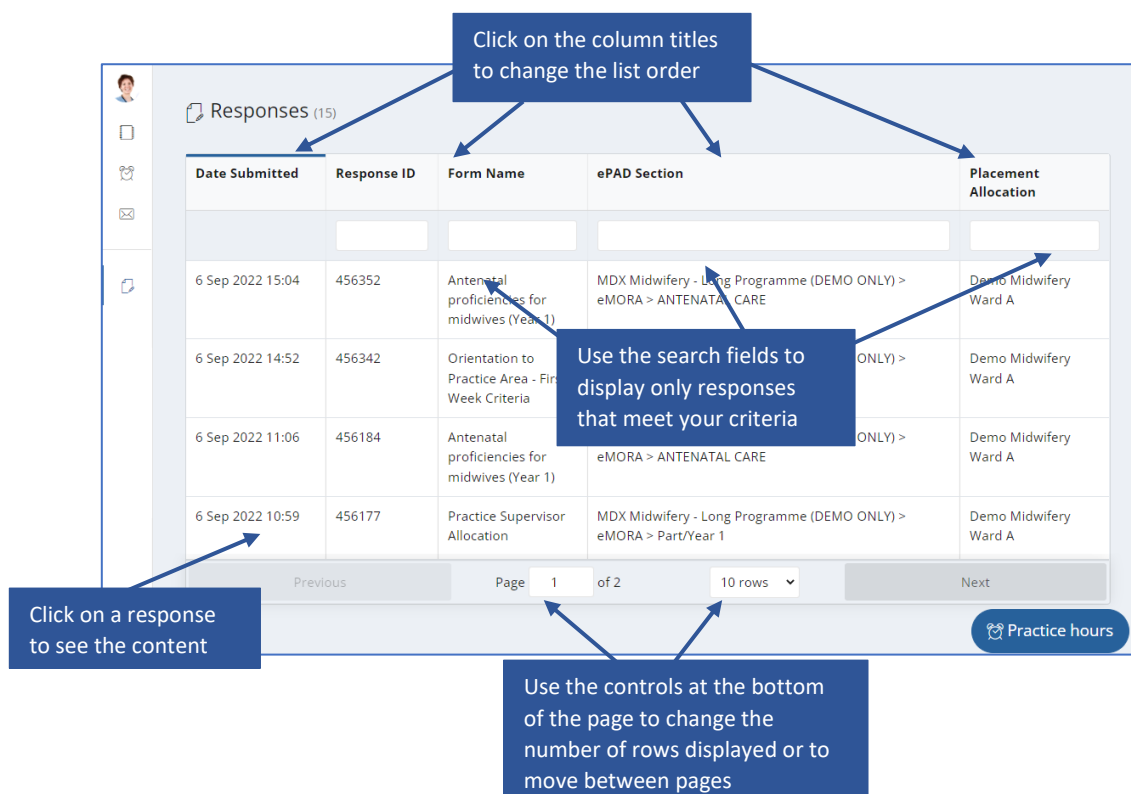 Click on the column titles
to change the list order
Responses (15)
Date Submitted
Response ID
Form Name
ePAD Section
Placement
Allocation
6 Sep 2022 15:04
456352
Antenatal
proficiencies for
midwives (Year 1)
MDX Midwifery - Long Programme (DEMO ONLY) >
eMORA > ANTENATAL CARE
Demo Midwifery
Ward A
Use the search fields to
display only responses
that meet your criteria
6 Sep 2022 14:52
456342
Orientation to
Practice Area - First
Week Criteria
ONLY) >
Demo Midwifery
Ward A
6 Sep 2022 11:06
456184
Antenatal
proficiencies for
midwives (Year 1)
ONLY) >
eMORA > ANTENATAL CARE
Demo Midwifery
Ward A
6 Sep 2022 10:59
456177
Practice Supervisor
Allocation
MDX Midwifery - Long Programme (DEMO ONLY) >
eMORA > Part/Year 1
Demo Midwifery
Ward A
Previous
Page 1 of 2
10 rows
Next
Click on a response
to see the content
Practice hours
Use the controls at the bottom
of the page to change the
number of rows displayed or to
move between pages